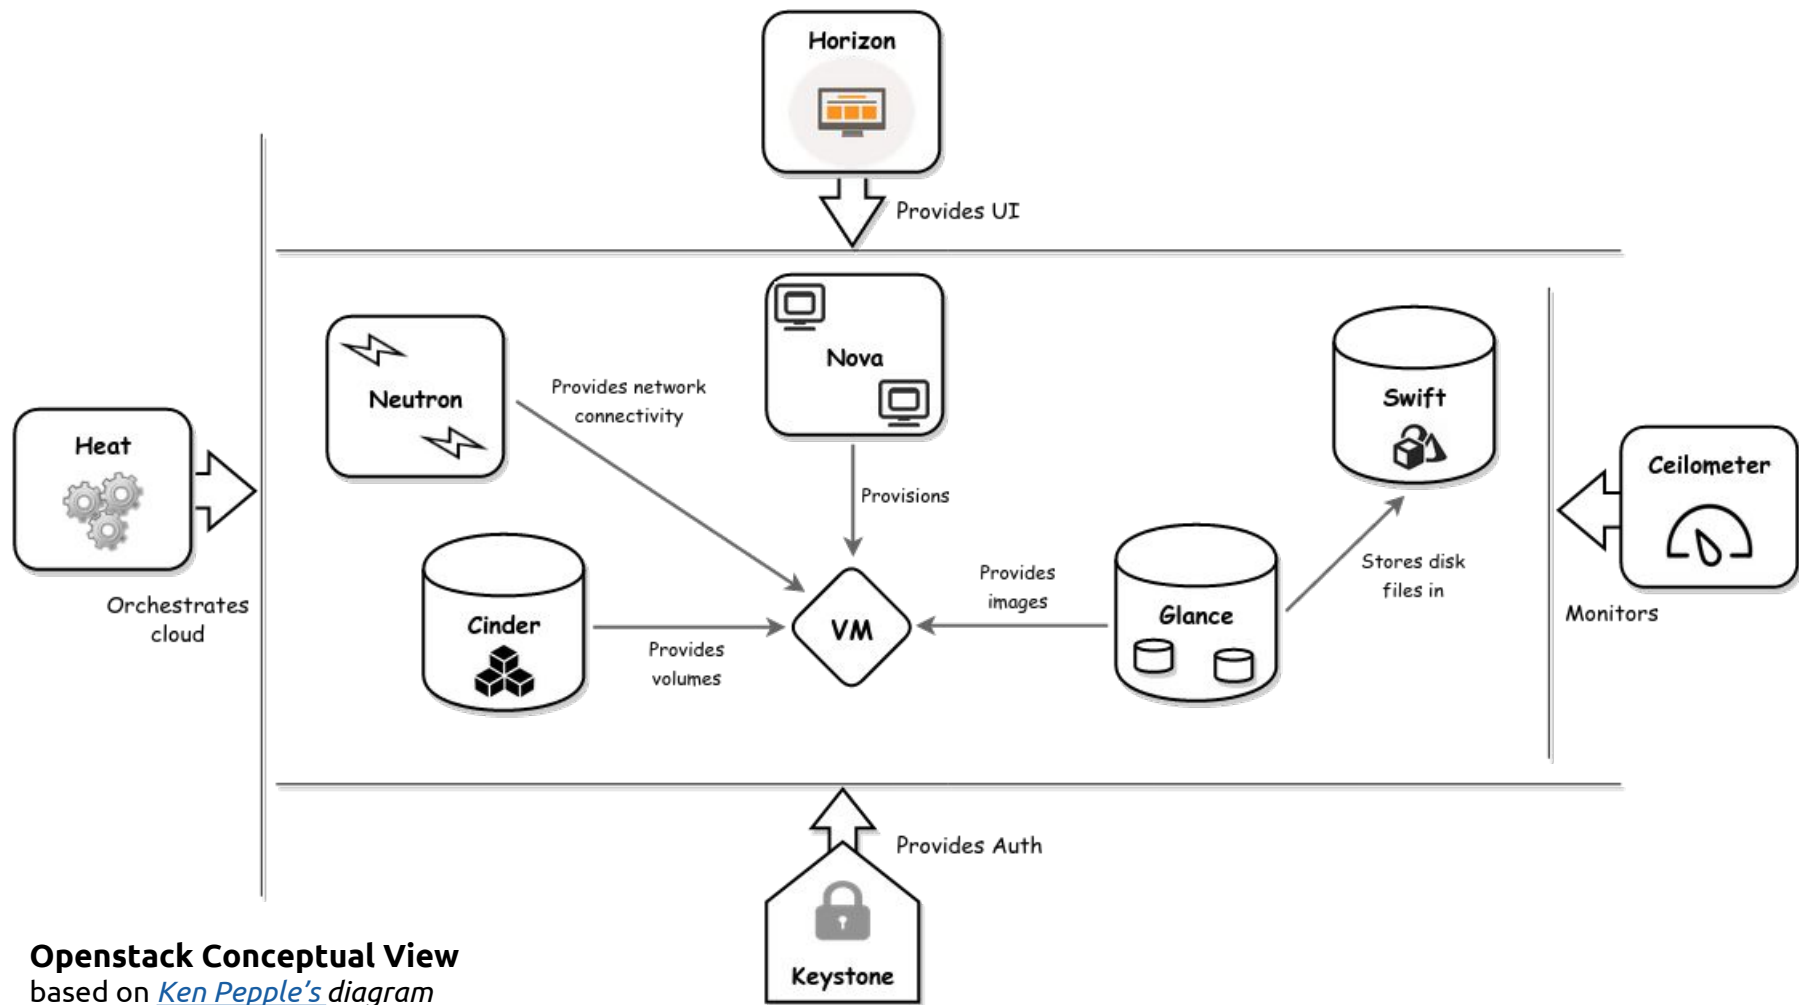 Horizon
Provides UI
Nova
Neutron
Provides network
connectivity
Swift
Heat
Ceilometer
Provisions
Orchestrates
cloud
Cinder
Provides
volumes
VM
Provides
images
Glance
Stores disk
files in
Monitors
Provides Auth
Keystone
Openstack Conceptual View
based on Ken Pepple's diagram